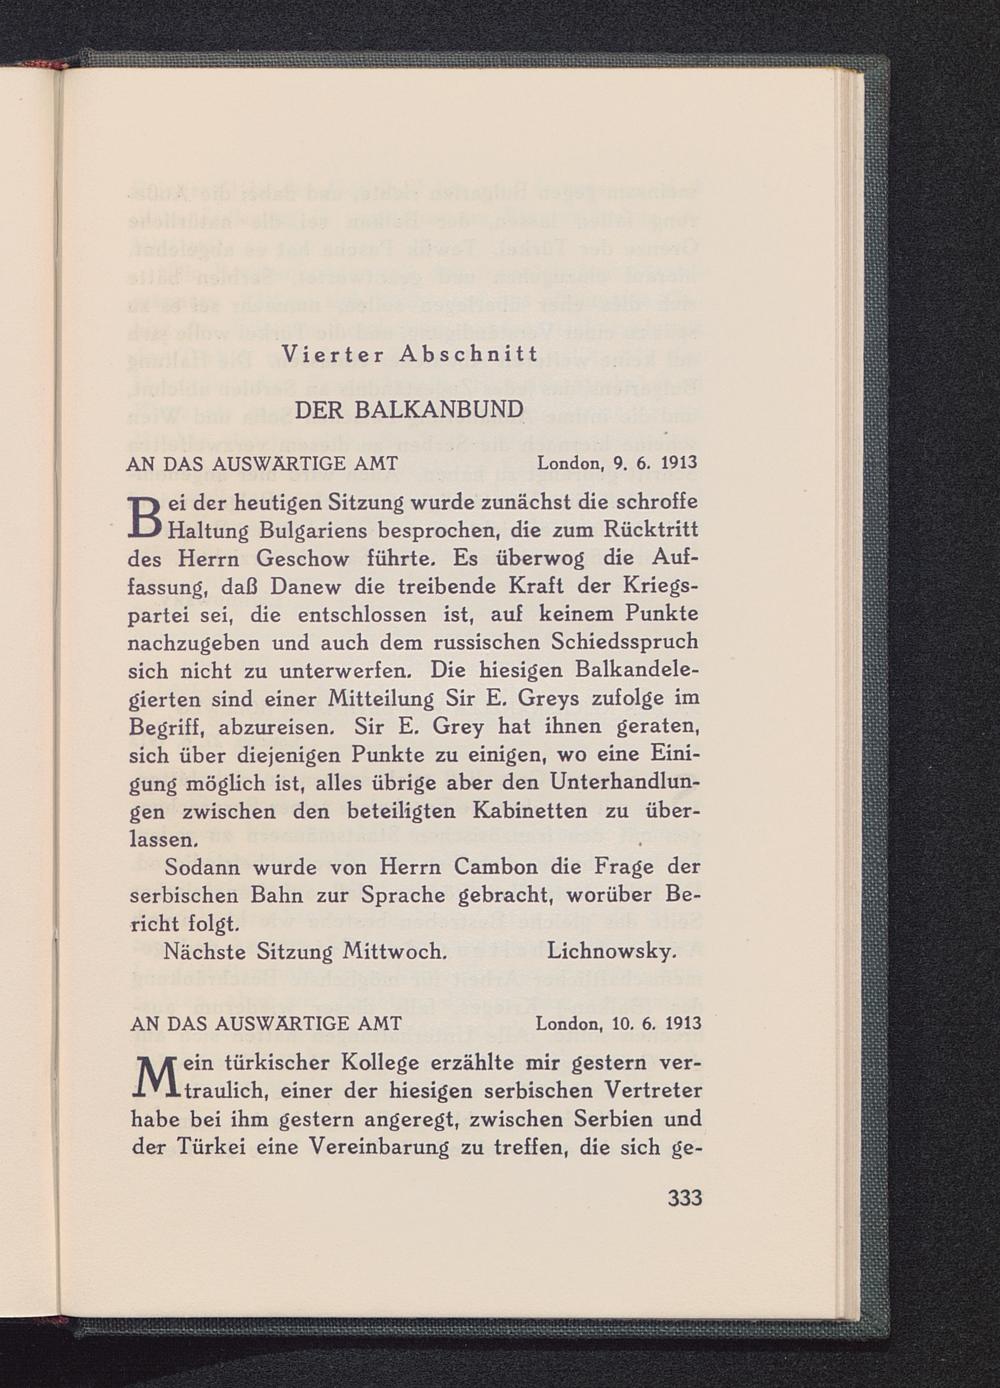 Vierter Abschnitt
DER BALKANBUND
AN DAS AUSWÄRTIGE AMT London, 9. 6. 1913
Bei der heutigen Sitzung wurde zunächst die schroffe
Haltung Bulgariens besprochen, die zum Rücktritt
des Herrn Geschow führte. Es überwog die Auf-
fassung, daß Danew die treibende Kraft der Kriegs-
partei sei, die entschlossen ist, auf keinem Punkte
nachzugeben und auch dem russischen Schiedsspruch
sich nicht zu unterwerfen. Die hiesigen Balkandele-
gierten sind einer Mitteilung Sir E. Greys zufolge im
Begriff, abzureisen. Sir E. Grey hat ihnen geraten,
sich über diejenigen Punkte zu einigen, wo eine Eini-
gung möglich ist, alles übrige aber den Unterhandlun-
gen zwischen den beteiligten Kabinetten zu über-
lassen.
Sodann wurde von Herrn Cambon die Frage der
serbischen Bahn zur Sprache gebracht, worüber Be-
richt folgt.
Nächste Sitzung Mittwoch. Lichnowsky.
AN DAS AUSWÄRTIGE AMT London, 10. 6. 1913
Mein türkischer Kollege erzählte mir gestern ver-
traulich, einer der hiesigen serbischen Vertreter
habe bei ihm gestern angeregt, zwischen Serbien und
der Türkei eine Vereinbarung zu treffen, die sich ge-
333